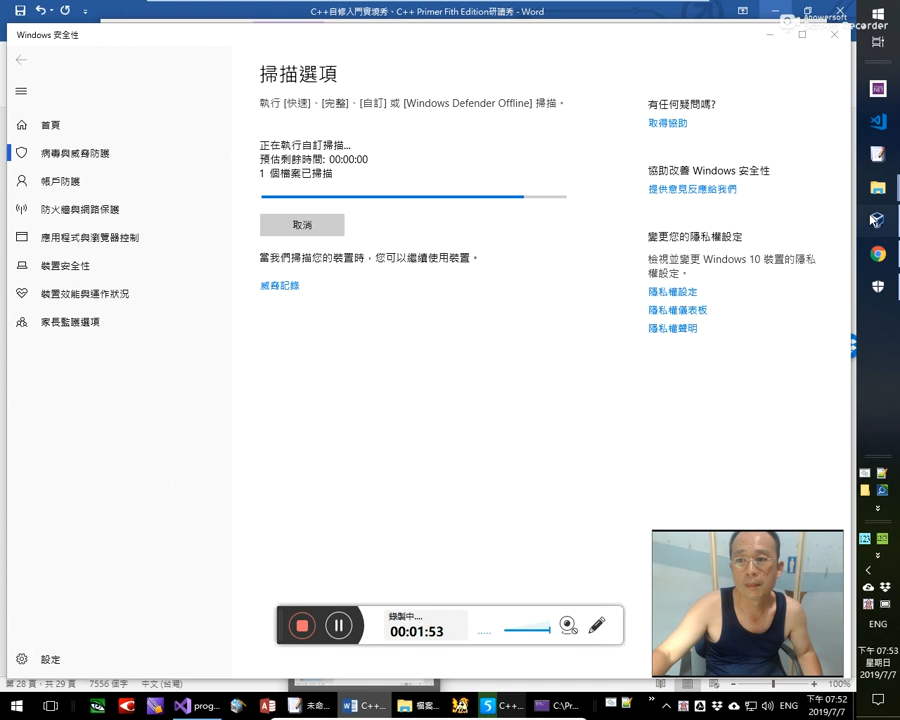 C++自修入門實境秀、C++ Primer Fifth Edition研讀秀 - Word
Apowersoft
Recorder
Windows 安全性
首頁
病毒與威脅防護
帳戶防護
防火牆與網路保護
應用程式與瀏覽器控制
裝置安全性
裝置效能與運作狀況
家長監護選項
設定
掃描選項
執行 [快速]、[完整]、[自訂] 或 [Windows Defender Offline] 掃描。
正在執行自訂掃描...
預估剩餘時間: 00:00:00
1 個檔案已掃描
取消
當我們掃描您的裝置時，您可以繼續使用裝置。
威脅記錄
有任何疑問嗎?
取得協助
協助改善 Windows 安全性
提供意見反應給我們
變更您的隱私權設定
檢視並變更 Windows 10 裝置的隱私
權設定。
隱私權設定
隱私權儀表板
隱私權聲明
錄製中....
00:01:53
第 28 頁，共 29 頁
7556 個字
中文 (台灣)
100%
ENG
下午 07:53
星期日
2019/7/7
prog...
未命...
C++...
檔案...
C++...
C:\Pr...
ENG
下午 07:52
2019/7/7